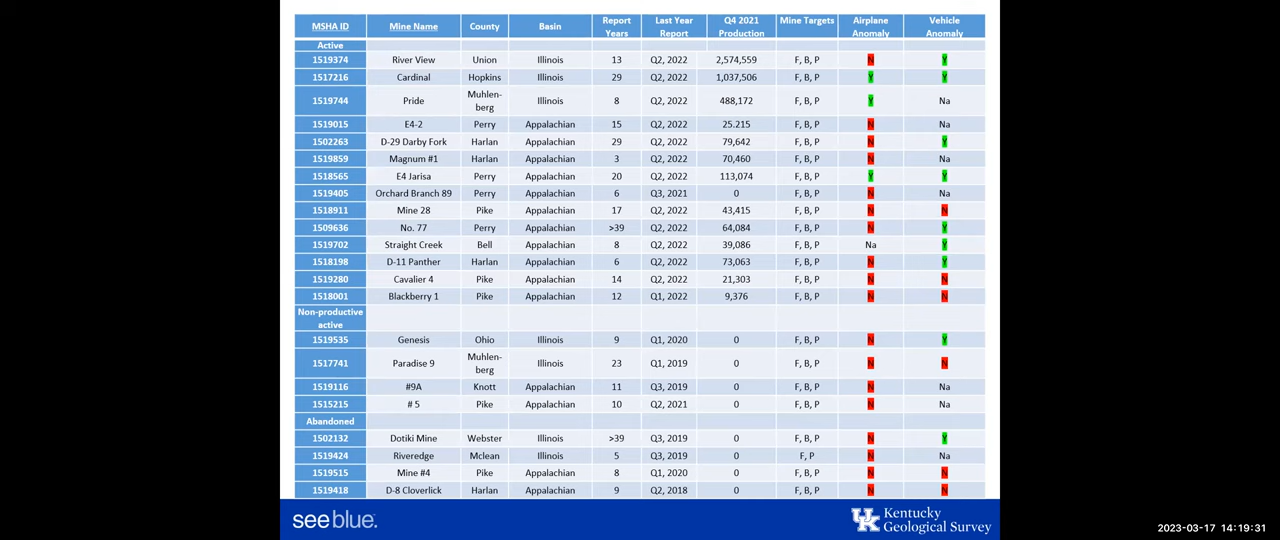 MSHA ID Mine Name County Basin Report Years Last Year Report Q4 2021 Production Mine Targets Airplane Anomaly Vehicle Anomaly
Active
1519374 River View Union Illinois 13 Q2, 2022 2,574,559 F, B, P N Y
1517216 Cardinal Hopkins Illinois 29 Q2, 2022 1,037,506 F, B, P Y Y
1519744 Pride Muhlen-berg Illinois 8 Q2, 2022 488,172 F, B, P Y Na
1519015 E4-2 Perry Appalachian 15 Q2, 2022 25.215 F, B, P N Na
1502263 D-29 Darby Fork Harlan Appalachian 29 Q2, 2022 79,642 F, B, P N Y
1519859 Magnum #1 Harlan Appalachian 3 Q2, 2022 70,460 F, B, P N Na
1518565 E4 Jarisa Perry Appalachian 20 Q2, 2022 113,074 F, B, P Y Y
1519405 Orchard Branch 89 Perry Appalachian 6 Q3, 2021 0 F, B, P N Na
1518911 Mine 28 Pike Appalachian 17 Q2, 2022 43,415 F, B, P N N
1509636 No. 77 Perry Appalachian >39 Q2, 2022 64,084 F, B, P N Y
1519702 Straight Creek Bell Appalachian 8 Q2, 2022 39,086 F, B, P Na Y
1518198 D-11 Panther Harlan Appalachian 6 Q2, 2022 73,063 F, B, P N Y
1519280 Cavalier 4 Pike Appalachian 14 Q2, 2022 21,303 F, B, P N N
1518001 Blackberry 1 Pike Appalachian 12 Q1, 2022 9,376 F, B, P N N
Non-productive active
1519535 Genesis Ohio Illinois 9 Q1, 2020 0 F, B, P N Y
1517741 Paradise 9 Muhlen-berg Illinois 23 Q1, 2019 0 F, B, P N N
1519116 #9A Knott Appalachian 11 Q3, 2019 0 F, B, P N Na
1515215 # 5 Pike Appalachian 10 Q2, 2021 0 F, B, P N Na
Abandoned
1502132 Dotiki Mine Webster Illinois >39 Q3, 2019 0 F, B, P N Y
1519424 Riveredge Mclean Illinois 5 Q3, 2019 0 F, P N Na
1519515 Mine #4 Pike Appalachian 8 Q1, 2020 0 F, B, P N N
1519418 D-8 Cloverlick Harlan Appalachian 9 Q2, 2018 0 F, B, P N N
see blue.
UK Kentucky
Geological Survey
2023-03-17 14:19:31